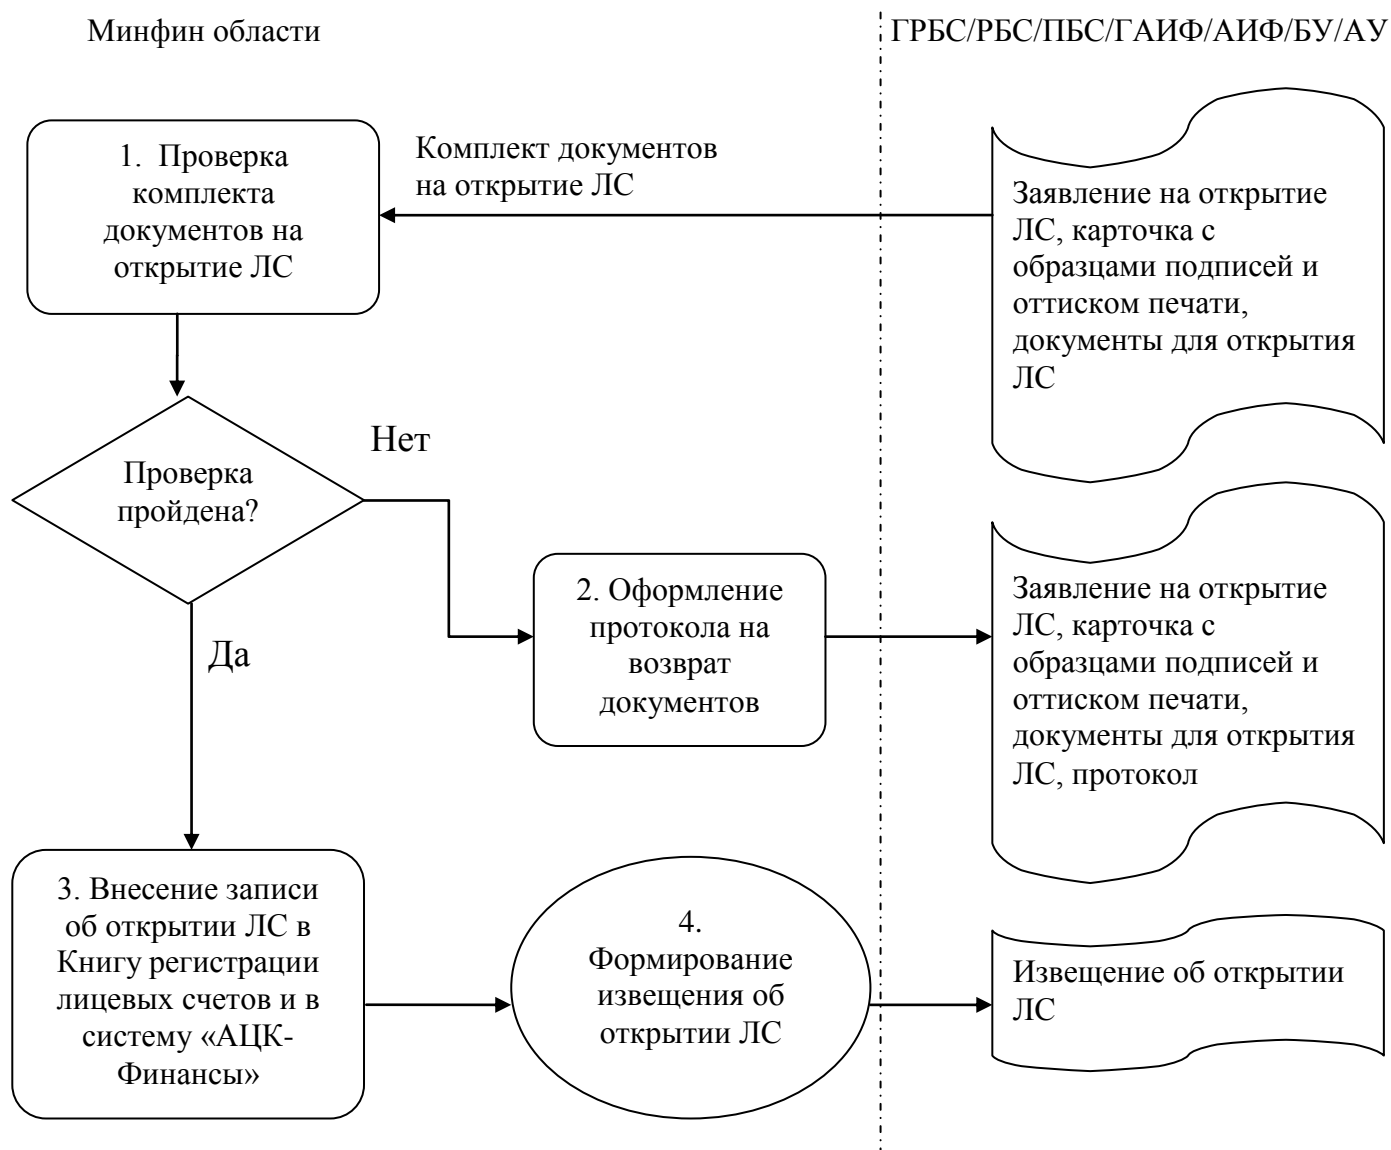 Минфин области
ГРБС/РБС/ПБС/ГАИФ/АИФ/БУ/АУ
1. Проверка
комплекта
документов на
открытие ЛС
Комплект документов
на открытие ЛС
Заявление на открытие
ЛС, карточка с
образцами подписей и
оттиском печати,
документы для открытия
ЛС
Проверка
пройдена?
Нет
Да
2. Оформление
протокола на
возврат
документов
Заявление на открытие
ЛС, карточка с
образцами подписей и
оттиском печати,
документы для открытия
ЛС, протокол
3. Внесение записи
об открытии ЛС в
Книгу регистрации
лицевых счетов и в
систему «АЦК-
Финансы»
4.
Формирование
извещения об
открытии ЛС
Извещение об открытии
ЛС